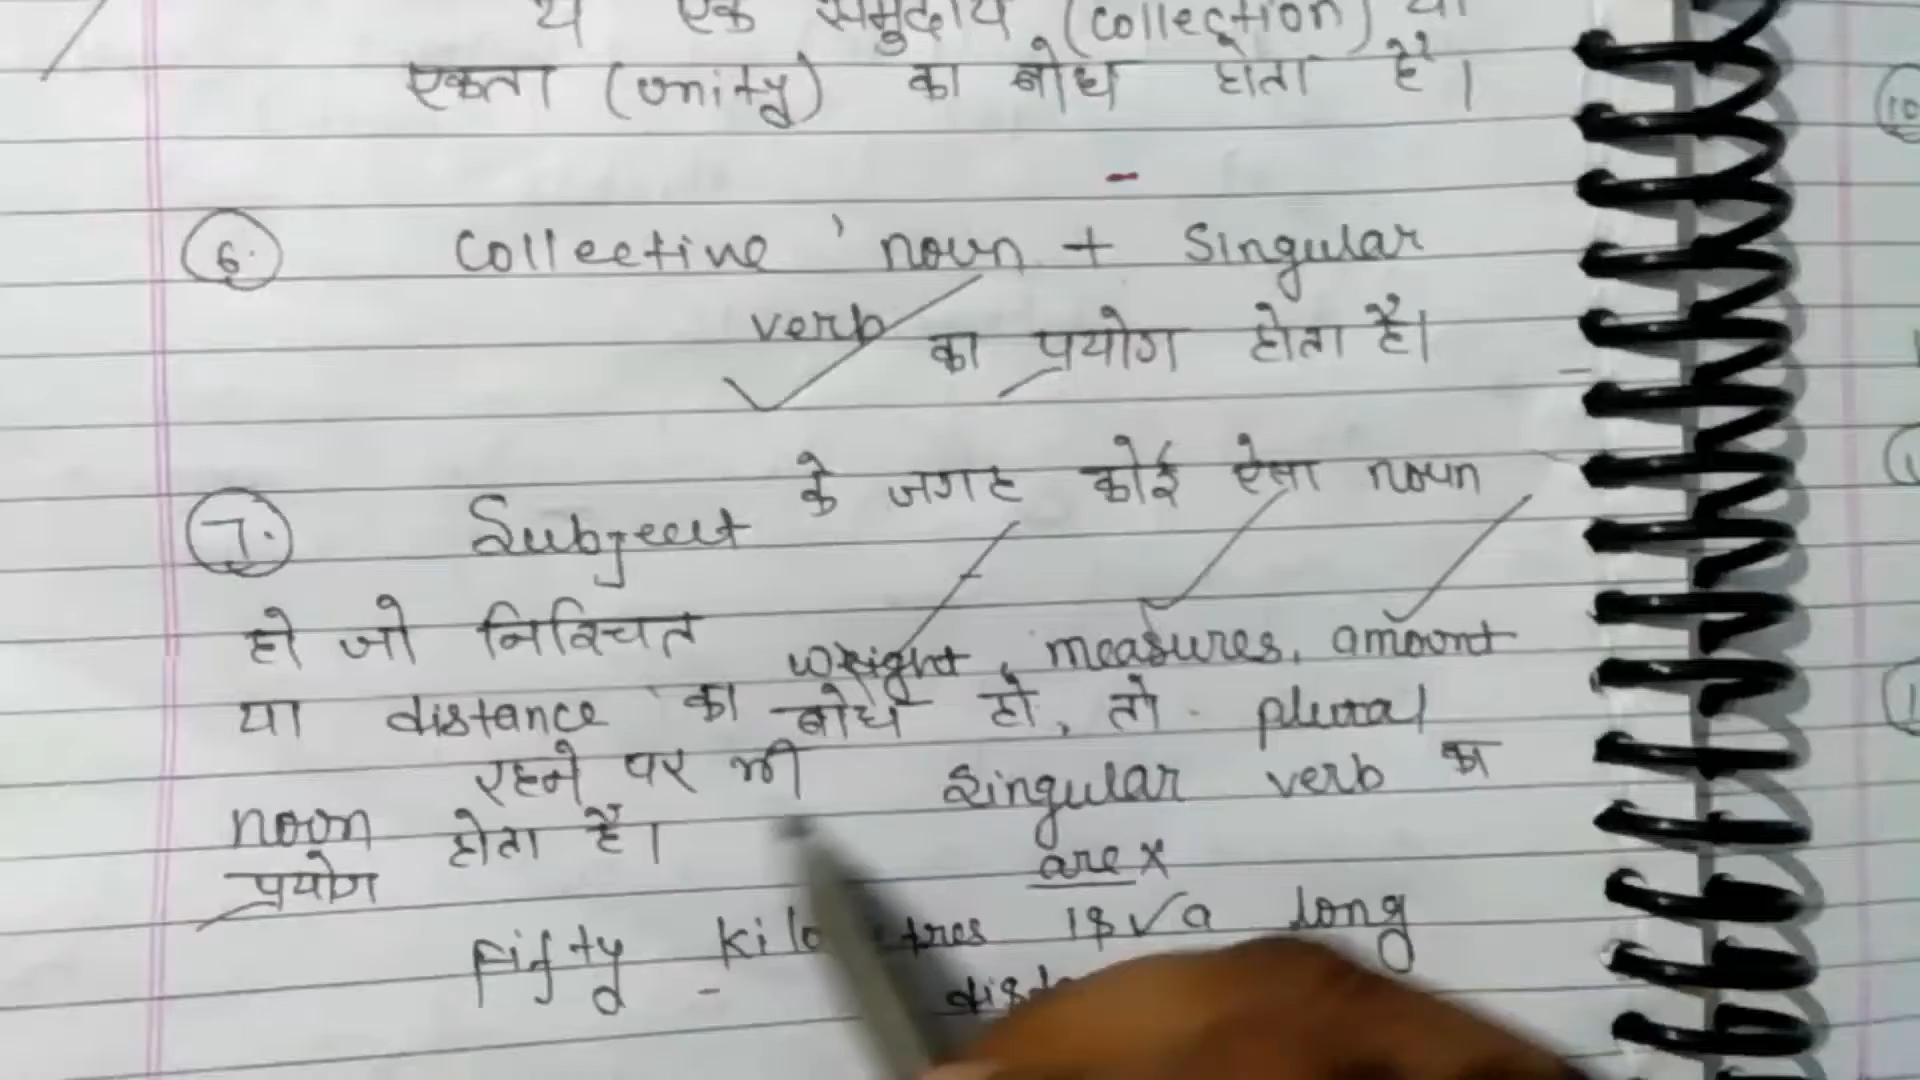 ये एक समुदाय (collection) या
एकता (unity) का बोध होता है।
6. Collective noun + Singular
verb का प्रयोग होता है।
7. Subject के जगह कोई ऐसा noun
हो जो निश्चित weight, measures, amount
या distance का बोध हो, तो plural
noun रहने पर भी Singular verb का
प्रयोग होता है।
are x
Fifty is a long
10